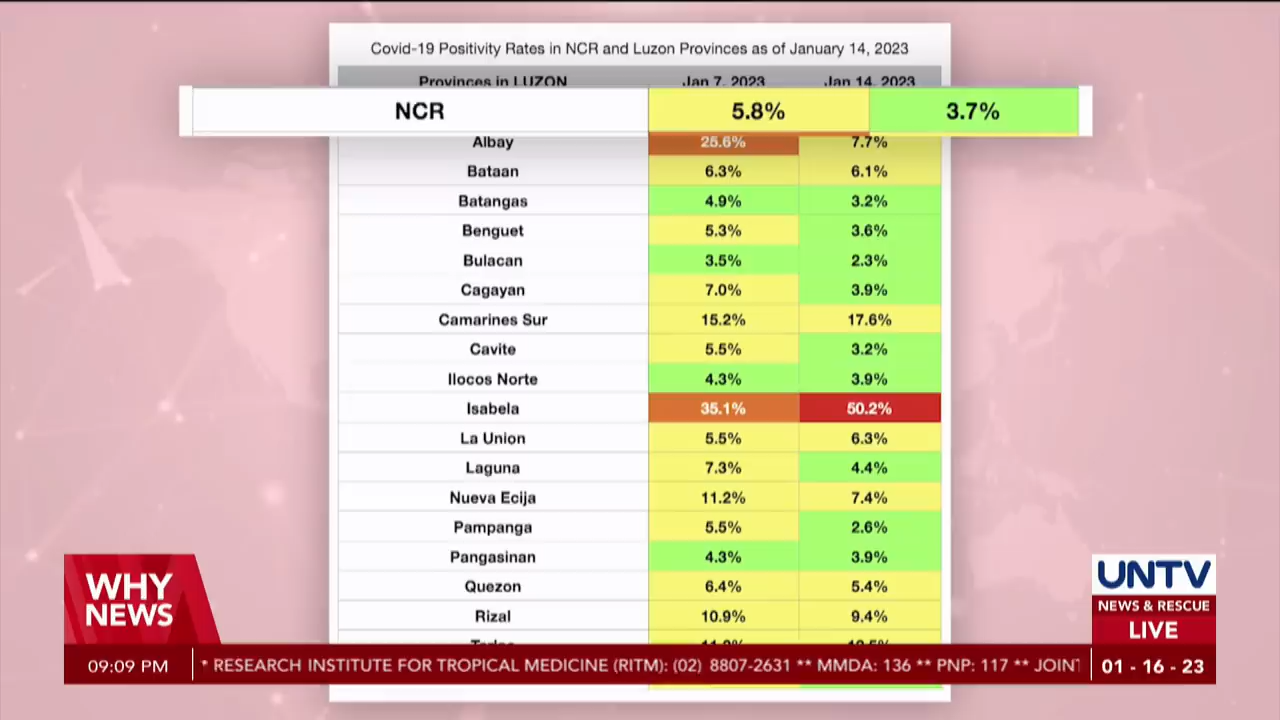 Covid-19 Positivity Rates in NCR and Luzon Provinces as of January 14, 2023
Provinces in LUZON Jan 7, 2023 Jan 14, 2023
NCR 5.8% 3.7%
Albay 25.6% 7.7%
Bataan 6.3% 6.1%
Batangas 4.9% 3.2%
Benguet 5.3% 3.6%
Bulacan 3.5% 2.3%
Cagayan 7.0% 3.9%
Camarines Sur 15.2% 17.6%
Cavite 5.5% 3.2%
Ilocos Norte 4.3% 3.9%
Isabela 35.1% 50.2%
La Union 5.5% 6.3%
Laguna 7.3% 4.4%
Nueva Ecija 11.2% 7.4%
Pampanga 5.5% 2.6%
Pangasinan 4.3% 3.9%
Quezon 6.4% 5.4%
Rizal 10.9% 9.4%
WHY
NEWS
UNTV
NEWS & RESCUE
LIVE
09:09 PM
* RESEARCH INSTITUTE FOR TROPICAL MEDICINE (RITM): (02) 8807-2631 ** MMDA: 136 ** PNP: 117 ** JOINT
01 - 16 - 23